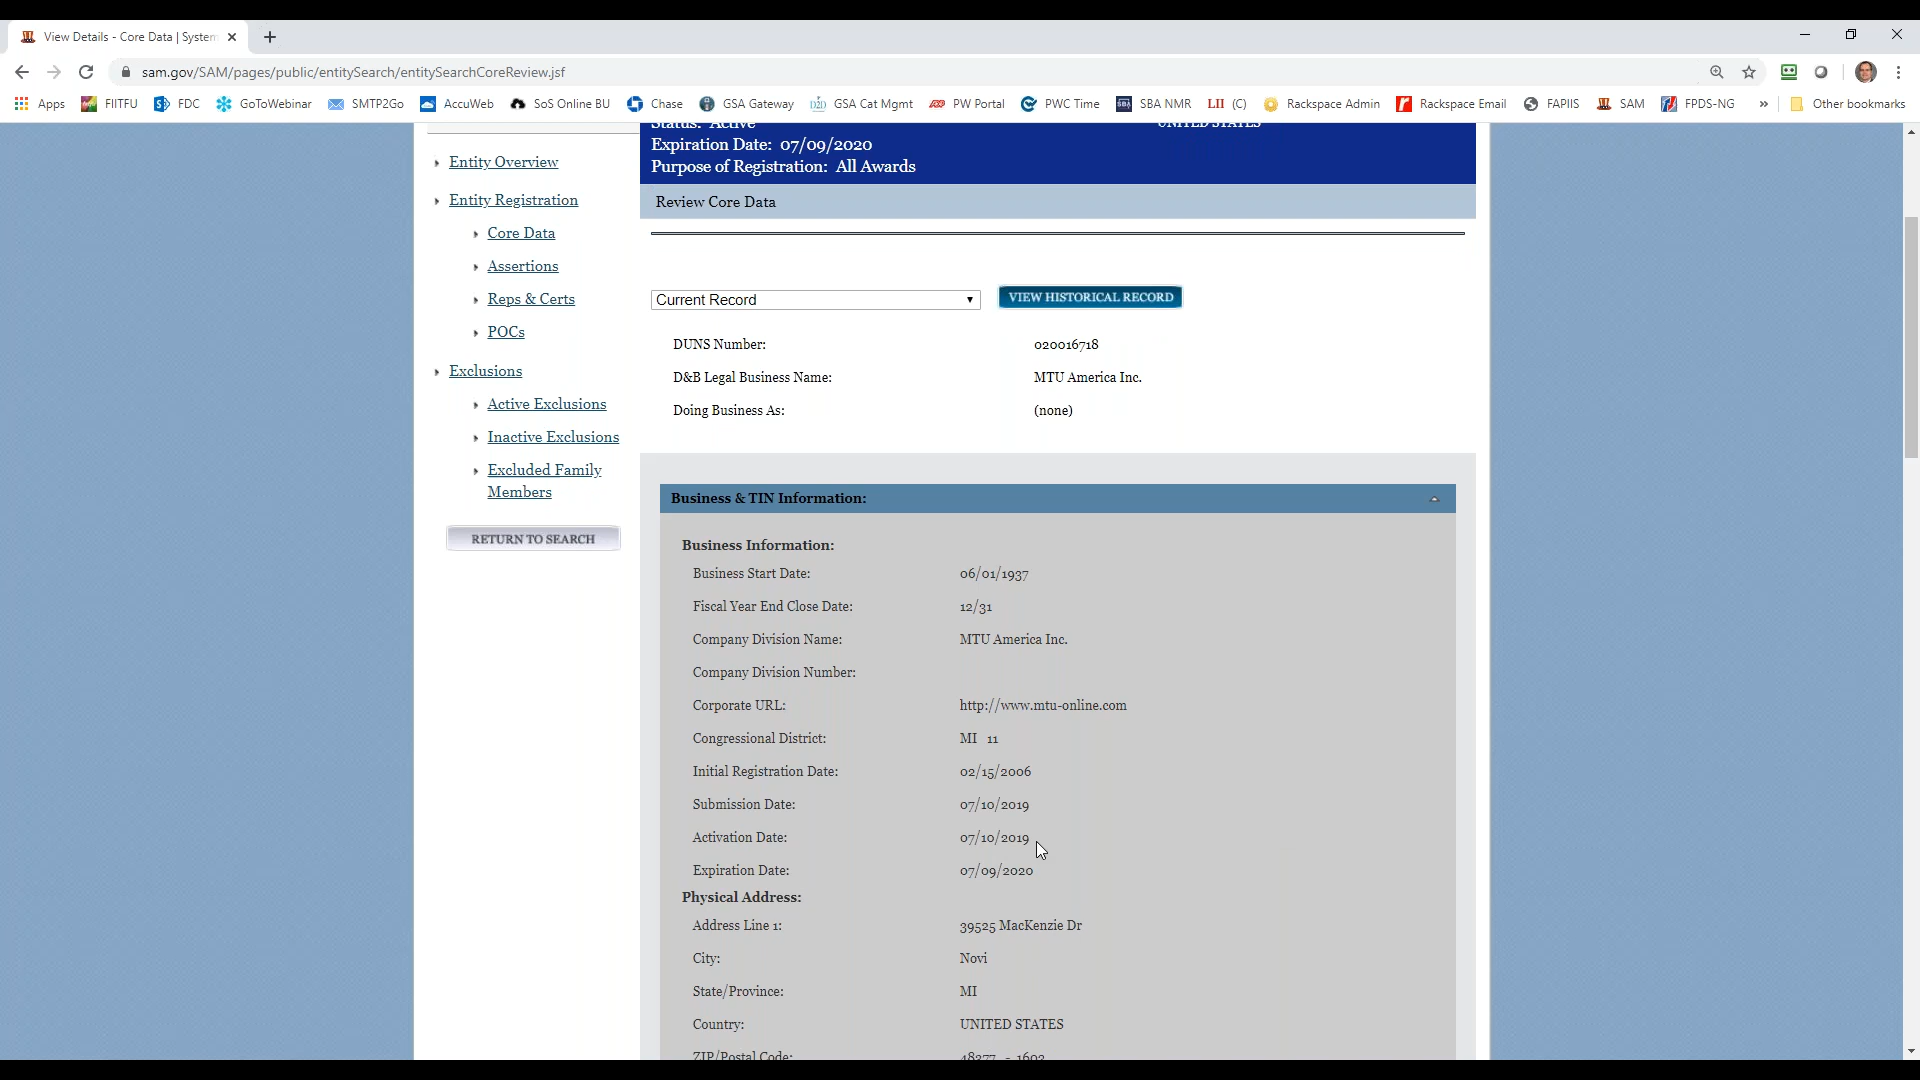 View Details - Core Data | System
sam.gov/SAM/pages/public/entitySearch/entitySearchCoreReview.jsf
Apps FIITFU FDC GoToWebinar SMTP2Go AccuWeb SoS Online BU Chase GSA Gateway GSA Cat Mgmt PW Portal PWC Time SBA NMR LII (C) Rackspace Admin Rackspace Email FAPIIS SAM FPDS-NG » Other bookmarks
Status: Active UNITED STATES
Expiration Date: 07/09/2020
Purpose of Registration: All Awards
Entity Overview
Entity Registration
Core Data
Assertions
Reps & Certs
POCs
Exclusions
Active Exclusions
Inactive Exclusions
Excluded Family
Members
RETURN TO SEARCH
Review Core Data
Current Record VIEW HISTORICAL RECORD
DUNS Number: 020016718
D&B Legal Business Name: MTU America Inc.
Doing Business As: (none)
Business & TIN Information:
Business Information:
Business Start Date: 06/01/1937
Fiscal Year End Close Date: 12/31
Company Division Name: MTU America Inc.
Company Division Number:
Corporate URL: http://www.mtu-online.com
Congressional District: MI 11
Initial Registration Date: 02/15/2006
Submission Date: 07/10/2019
Activation Date: 07/10/2019
Expiration Date: 07/09/2020
Physical Address:
Address Line 1: 39525 MacKenzie Dr
City: Novi
State/Province: MI
Country: UNITED STATES
ZIP/Postal Code: 48377 - 1602